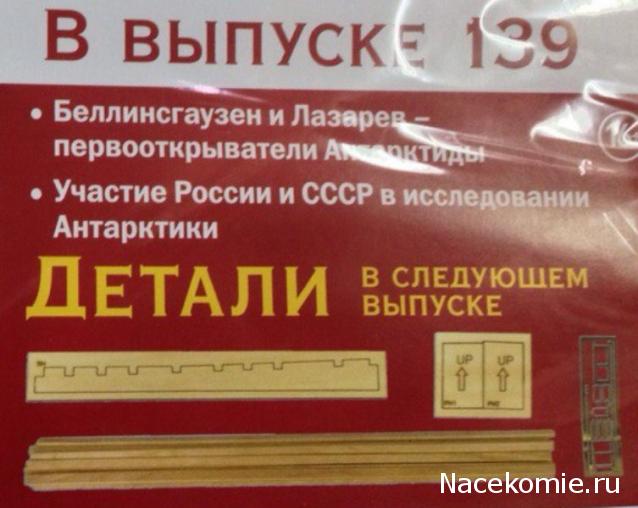 В ВЫПУСКЕ 139
• Беллинсгаузен и Лазарев –
первооткрыватели Антарктиды
• Участие России и СССР в исследовании
Антарктики
ДЕТАЛИ
В СЛЕДУЮЩЕМ
ВЫПУСКЕ
UP UP
Nacekomie.ru